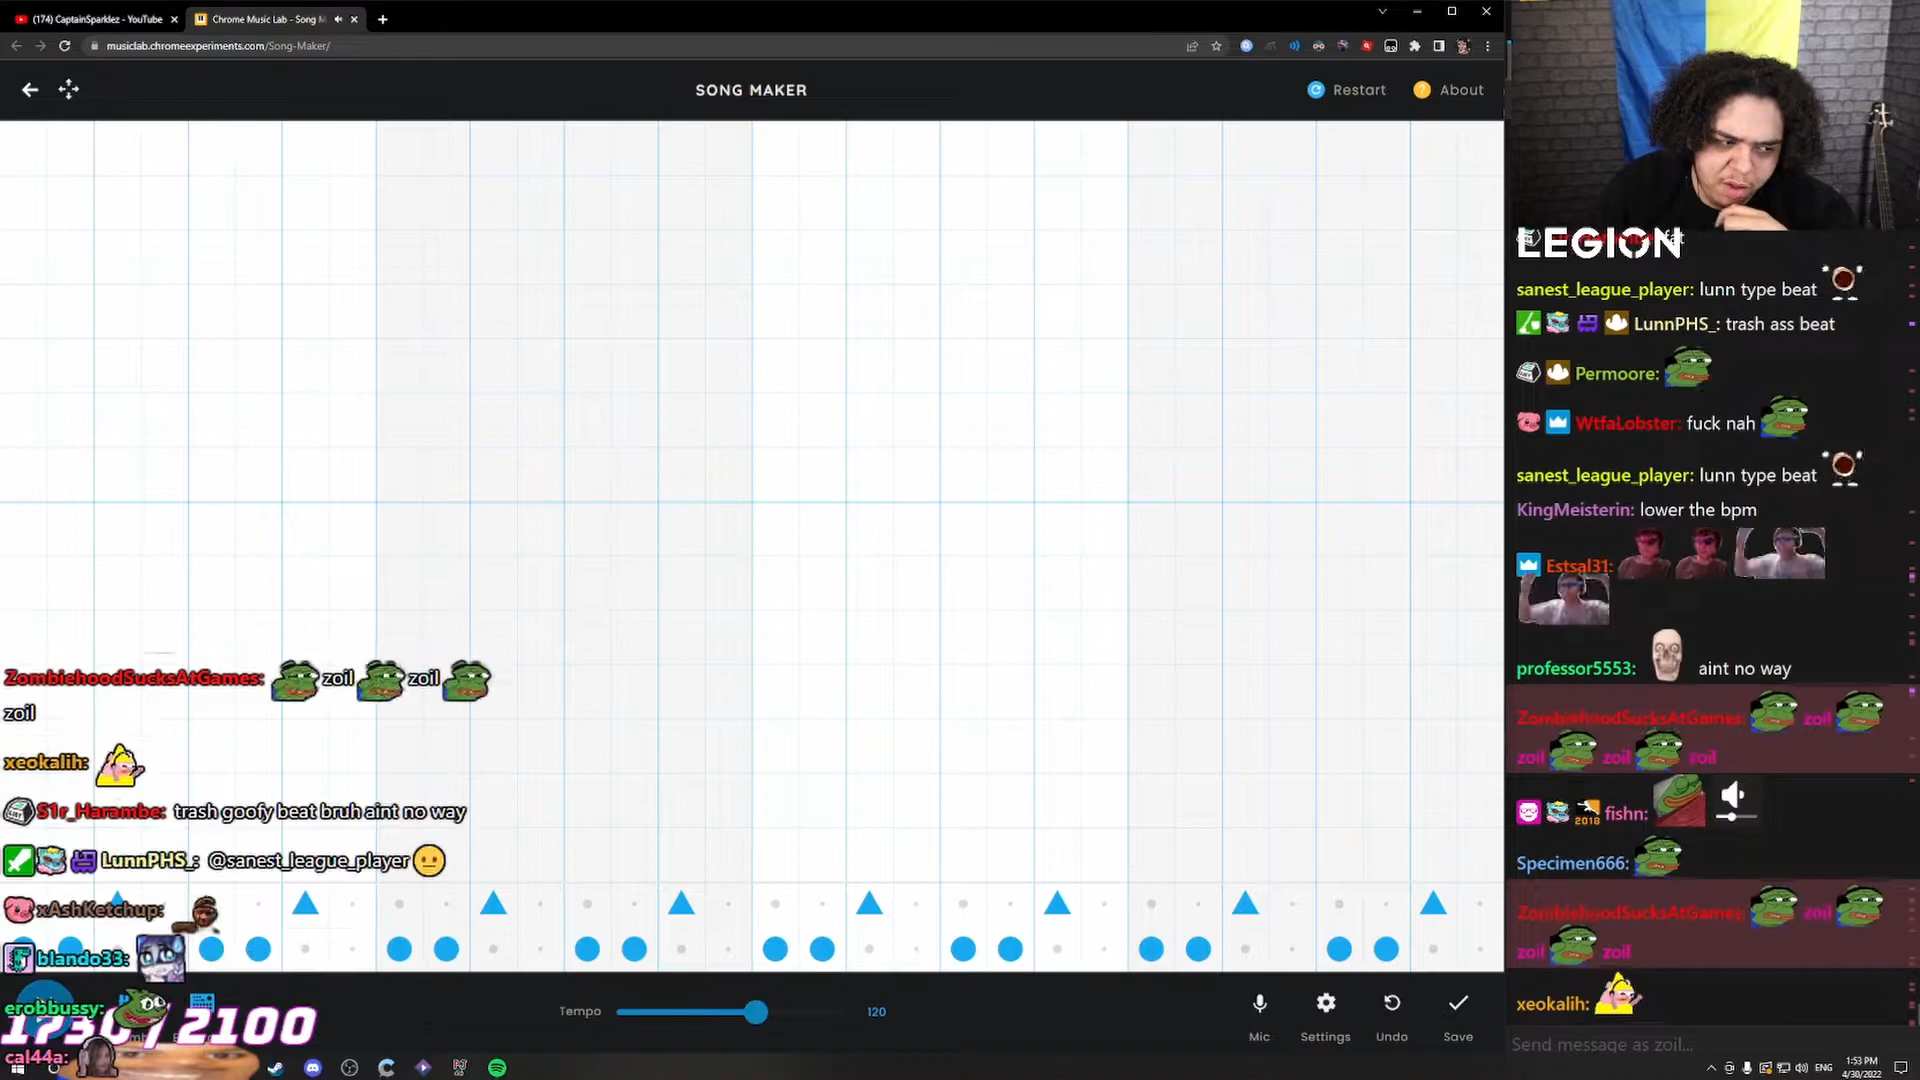 (174) CaptainSparklez - YouTube
Chrome Music Lab - Song M
musiclab.chromeexperiments.com/Song-Maker/
SONG MAKER
Restart
About
LEGION
sanest_league_player: lunn type beat
LunnPHS_: trash ass beat
Permoore:
WtfaLobster: fuck nah
sanest_league_player: lunn type beat
KingMeisterin: lower the bpm
Estsal31:
professor5553: aint no way
ZombiehoodSucksAtGames: zoil
zoil zoil zoil
2018 fishn:
Specimen666:
ZombiehoodSucksAtGames: zoil
zoil zoil
xeokalih:
Send message as zoil...
ZombiehoodSucksAtGames: zoil zoil
zoil
xeokalih:
S1r_Harambe: trash goofy beat bruh aint no way
LunnPHS_: @sanest_league_player
xAshKetchup:
blando33:
erobbussy:
1730/2100
cal44a:
Tempo
120
Mic
Settings
Undo
Save
ENG
1:53 PM
4/30/2022